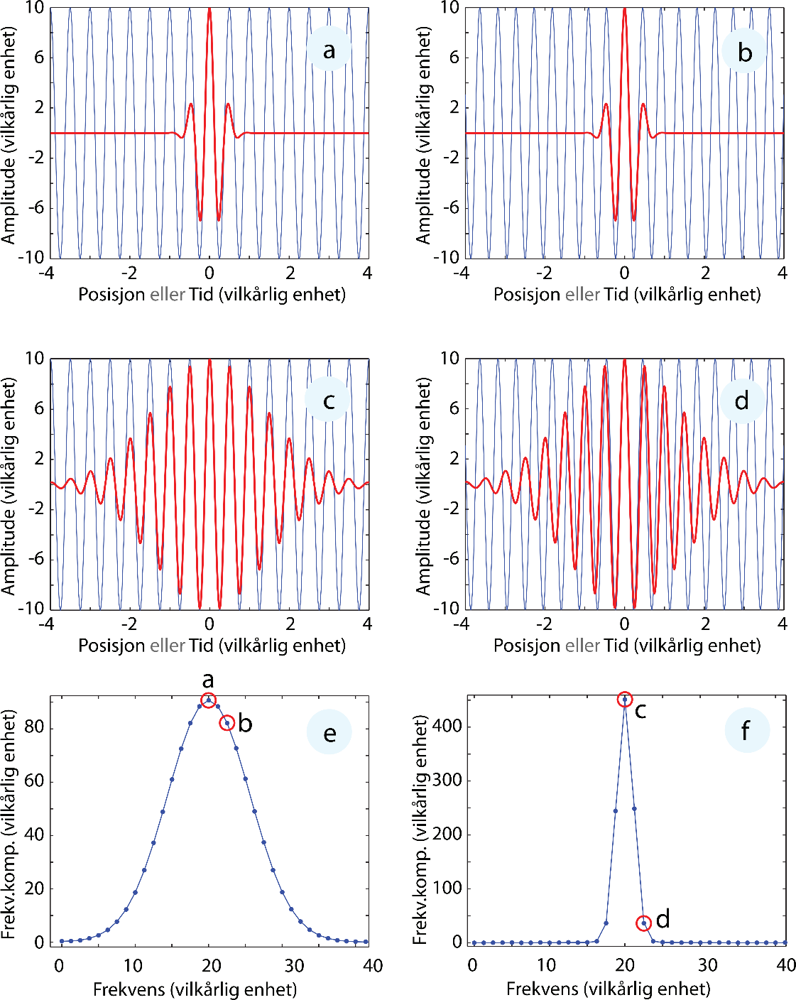 Amplitude (vilkårlig enhet)
10
6
2
-2
-6
-10
a
-4
-2
0
2
4
Posisjon eller Tid (vilkårlig enhet)
Amplitude (vilkårlig enhet)
10
6
2
-2
-6
-10
b
-4
-2
0
2
4
Posisjon eller Tid (vilkårlig enhet)
Amplitude (vilkårlig enhet)
10
6
2
-2
-6
-10
c
-4
-2
0
2
4
Posisjon eller Tid (vilkårlig enhet)
Amplitude (vilkårlig enhet)
10
6
2
-2
-6
-10
d
-4
-2
0
2
4
Posisjon eller Tid (vilkårlig enhet)
Frekv.komp. (vilkårlig enhet)
80
60
40
20
0
a
b
e
0
10
20
30
40
Frekvens (vilkårlig enhet)
Frekv.komp. (vilkårlig enhet)
400
300
200
100
0
c
d
f
0
10
20
30
40
Frekvens (vilkårlig enhet)